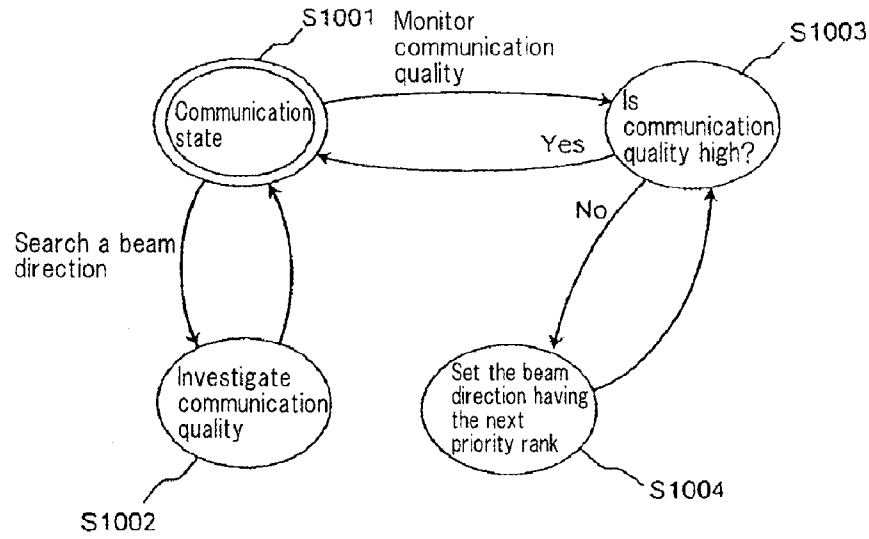 S1001
Monitor
communication
quality
S1003
Communication
state
Is
communication
quality high?
Yes
No
Search a beam
direction
Investigate
communication
quality
Set the beam
direction having
the next
priority rank
S1002
S1004